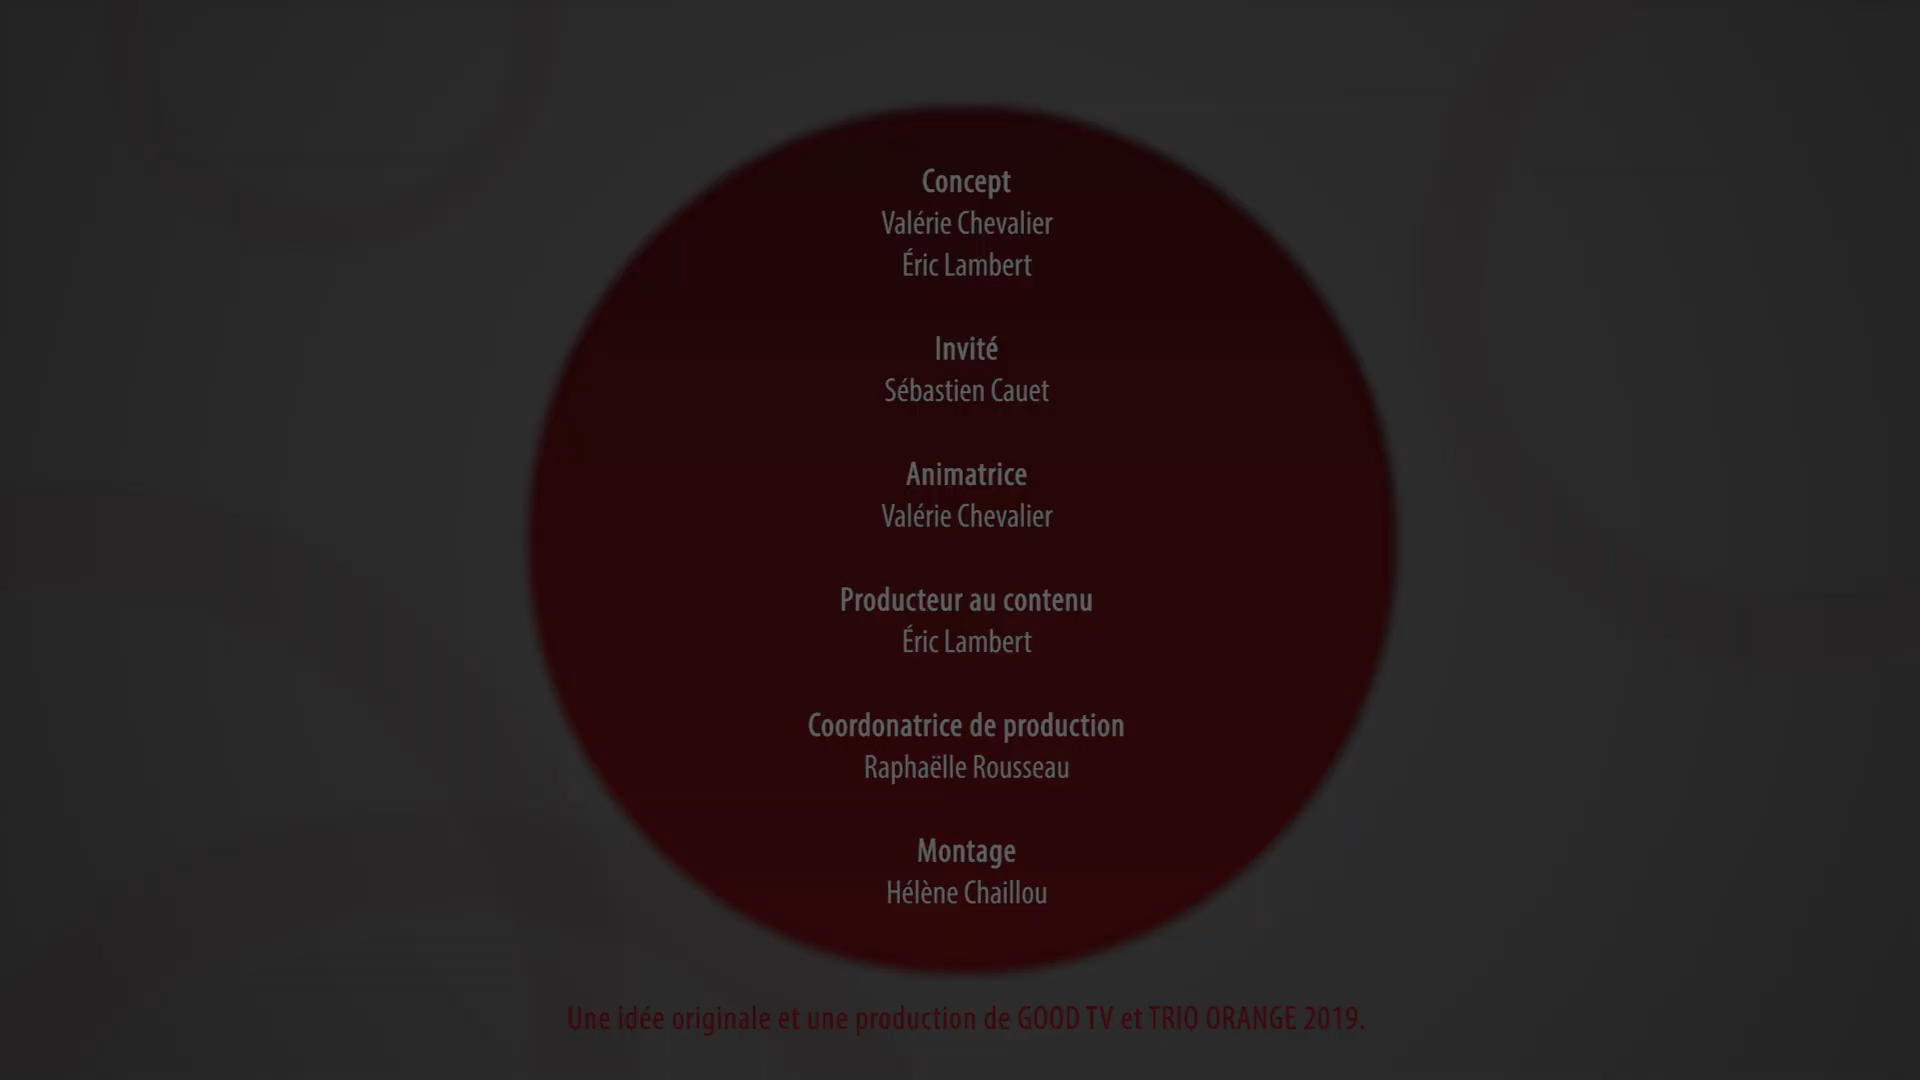 Concept
Valérie Chevalier
Éric Lambert
Invité
Sébastien Cauet
Animatrice
Valérie Chevalier
Producteur au contenu
Éric Lambert
Coordonatrice de production
Raphaëlle Rousseau
Montage
Hélène Chaillou
Une idée originale et une production de GOOD TV et TRIO ORANGE 2019.